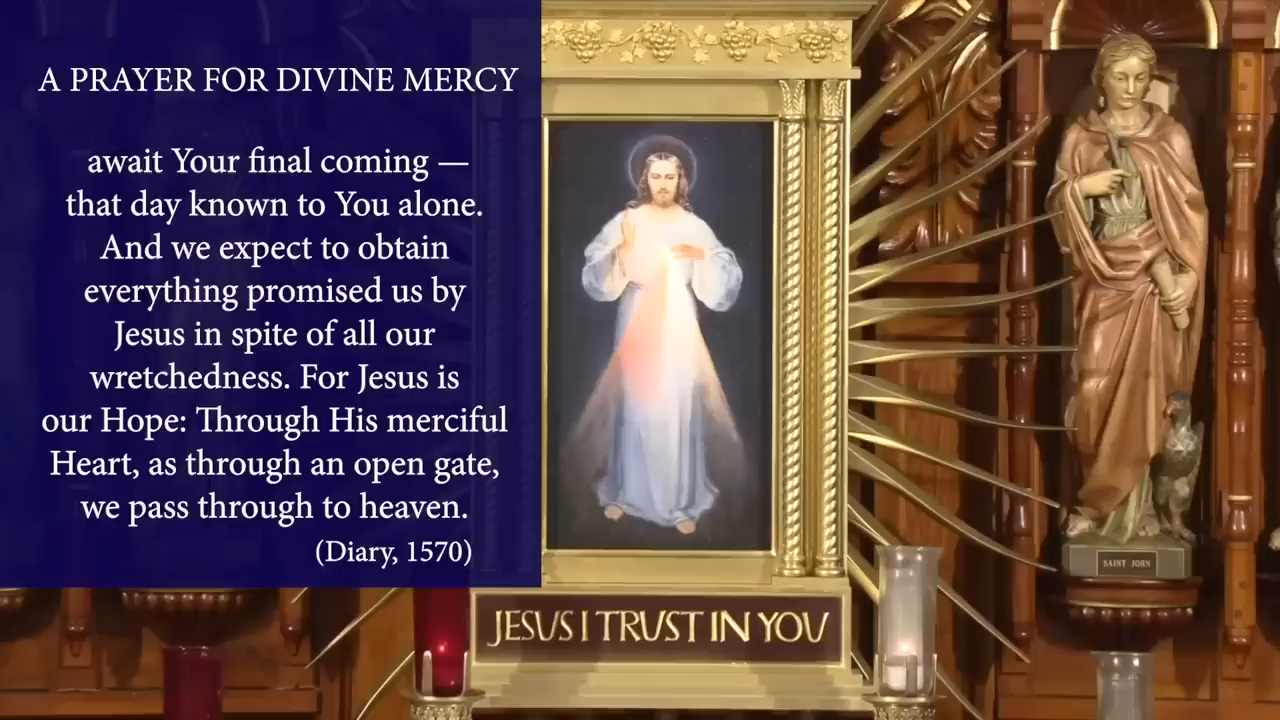 A PRAYER FOR DIVINE MERCY
await Your final coming —
that day known to You alone.
And we expect to obtain
everything promised us by
Jesus in spite of all our
wretchedness. For Jesus is
our Hope: Through His merciful
Heart, as through an open gate,
we pass through to heaven.
(Diary, 1570)
JESUS I TRUST IN YOU
SAINT JOHN